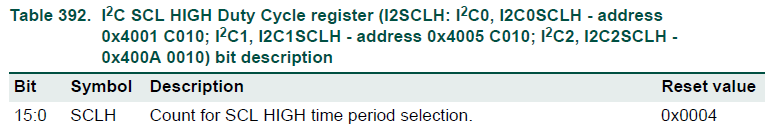 Table 392. I2C SCL HIGH Duty Cycle register (I2SCLH: I2C0, I2C0SCLH - address
0x4001 C010; I2C1, I2C1SCLH - address 0x4005 C010; I2C2, I2C2SCLH -
0x400A 0010) bit description
Bit Symbol Description Reset value
15:0 SCLH Count for SCL HIGH time period selection. 0x0004